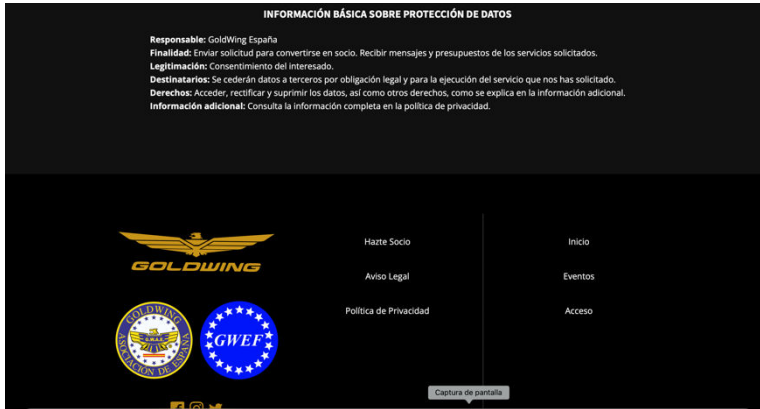 INFORMACIÓN BÁSICA SOBRE PROTECCIÓN DE DATOS
Responsable: GoldWing España
Finalidad: Enviar solicitud para convertirse en socio. Recibir mensajes y presupuestos de los servicios solicitados.
Legitimación: Consentimiento del interesado.
Destinatarios: Se cederán datos a terceros por obligación legal y para la ejecución del servicio que nos has solicitado.
Derechos: Acceder, rectificar y suprimir los datos, así como otros derechos, como se explica en la información adicional.
Información adicional: Consulta la información completa en la política de privacidad.
GOLDWING
GOLDWING
G.W.A.E.
ASOCIACIÓN DE ESPAÑA
GWEF
Hazte Socio
Aviso Legal
Política de Privacidad
Inicio
Eventos
Acceso
Captura de pantalla